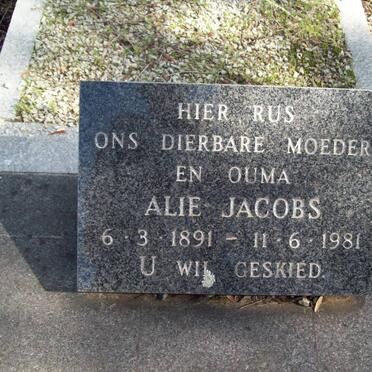 HIER RUS
ONS DIERBARE MOEDER
EN OUMA
ALIE JACOBS
6·3·1891 – 11·6·1981
U WIL GESKIED.